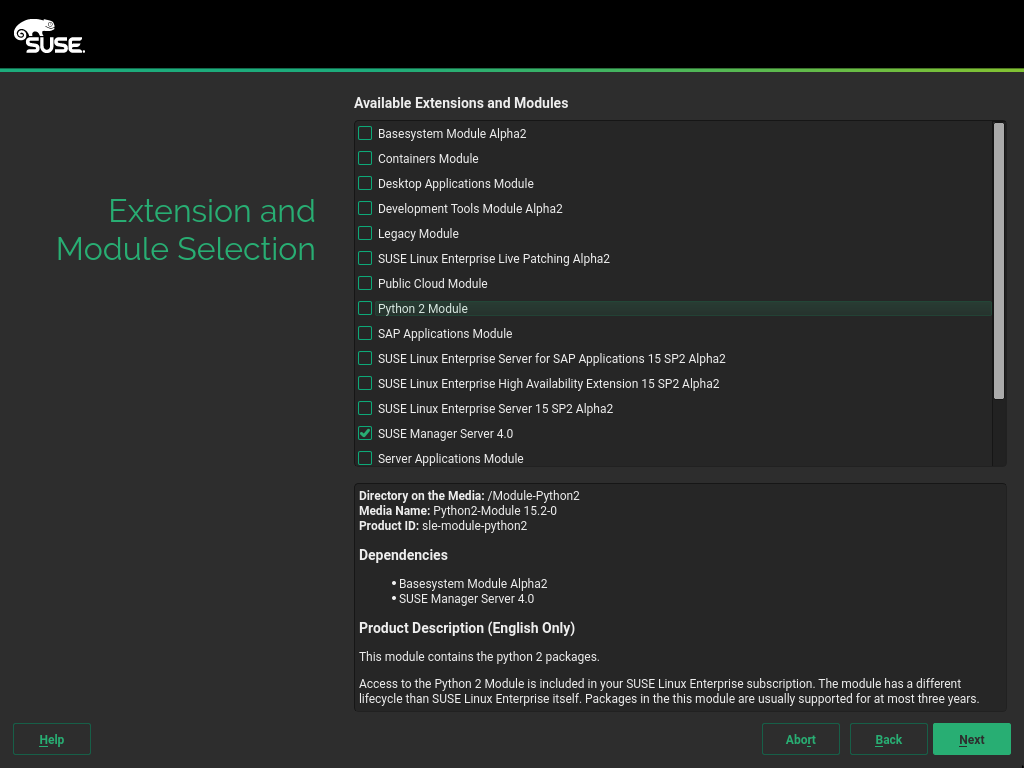 SUSE.
Extension and
Module Selection
Available Extensions and Modules
Basesystem Module Alpha2
Containers Module
Desktop Applications Module
Development Tools Module Alpha2
Legacy Module
SUSE Linux Enterprise Live Patching Alpha2
Public Cloud Module
Python 2 Module
SAP Applications Module
SUSE Linux Enterprise Server for SAP Applications 15 SP2 Alpha2
SUSE Linux Enterprise High Availability Extension 15 SP2 Alpha2
SUSE Linux Enterprise Server 15 SP2 Alpha2
SUSE Manager Server 4.0
Server Applications Module
Directory on the Media: /Module-Python2
Media Name: Python2-Module 15.2-0
Product ID: sle-module-python2
Dependencies
• Basesystem Module Alpha2
• SUSE Manager Server 4.0
Product Description (English Only)
This module contains the python 2 packages.
Access to the Python 2 Module is included in your SUSE Linux Enterprise subscription. The module has a different
lifecycle than SUSE Linux Enterprise itself. Packages in the this module are usually supported for at most three years.
Help
Abort
Back
Next